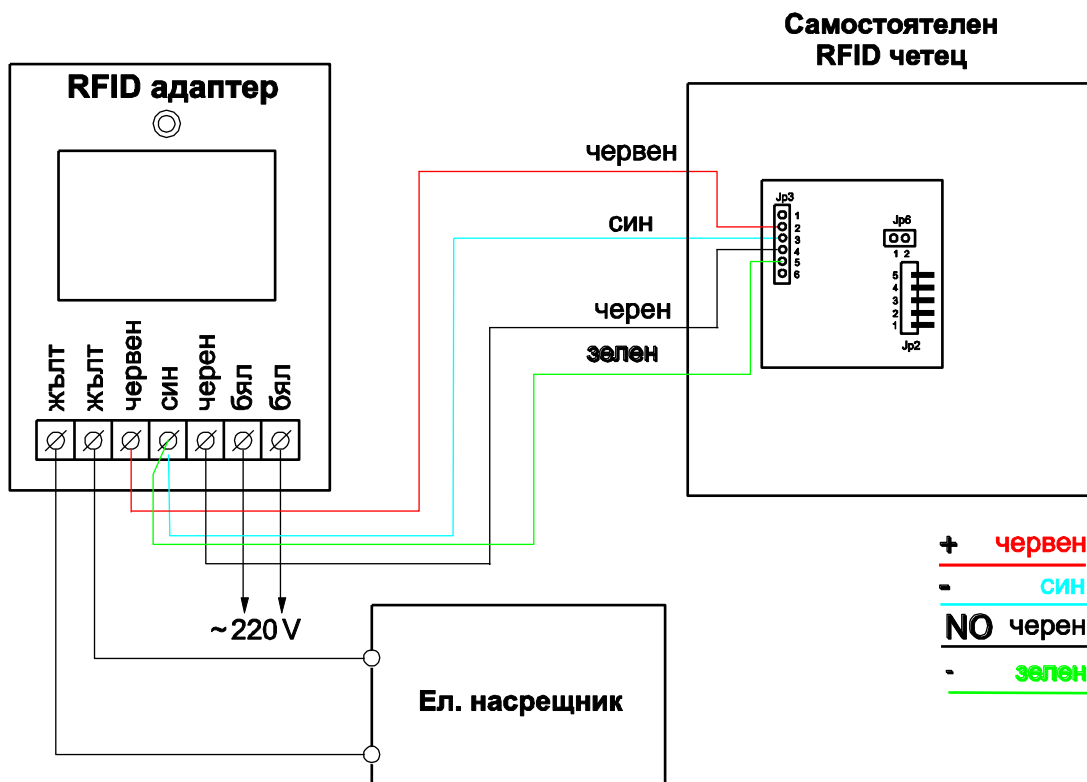 Самостоятелен
RFID четец
RFID адаптер
червен
син
черен
зелен
Jp3
1
2
3
4
5
6
Jp6
1 2
5
4
3
2
1
Jp2
жълт
жълт
червен
син
черен
бял
бял
~220 V
Ел. насрещник
+ червен
- син
NO черен
- зелен